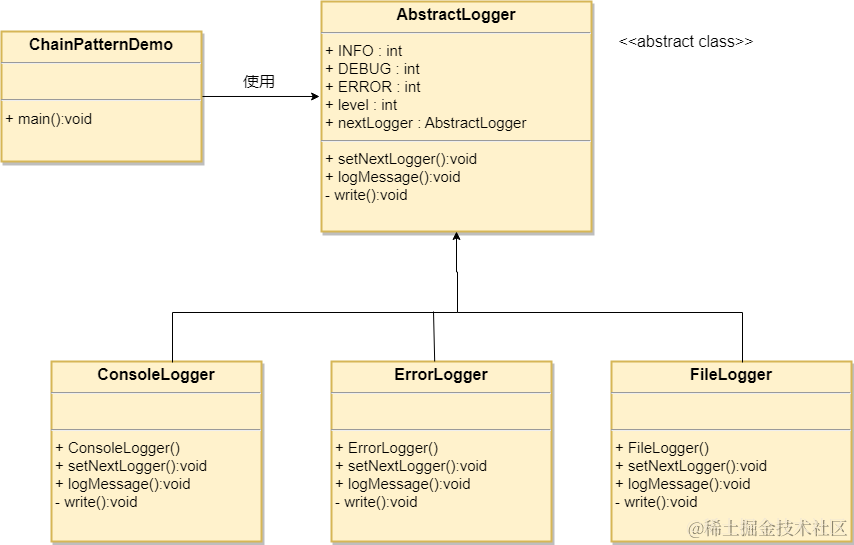 AbstractLogger
<<abstract class>>
+ INFO : int
+ DEBUG : int
+ ERROR : int
+ level : int
+ nextLogger : AbstractLogger
+ setNextLogger():void
+ logMessage():void
- write():void
ChainPatternDemo
+ main():void
使用
ConsoleLogger
+ ConsoleLogger()
+ setNextLogger():void
+ logMessage():void
- write():void
ErrorLogger
+ ErrorLogger()
+ setNextLogger():void
+ logMessage():void
- write():void
FileLogger
+ FileLogger()
+ setNextLogger():void
+ logMessage():void
- write():void
@稀土掘金技术社区